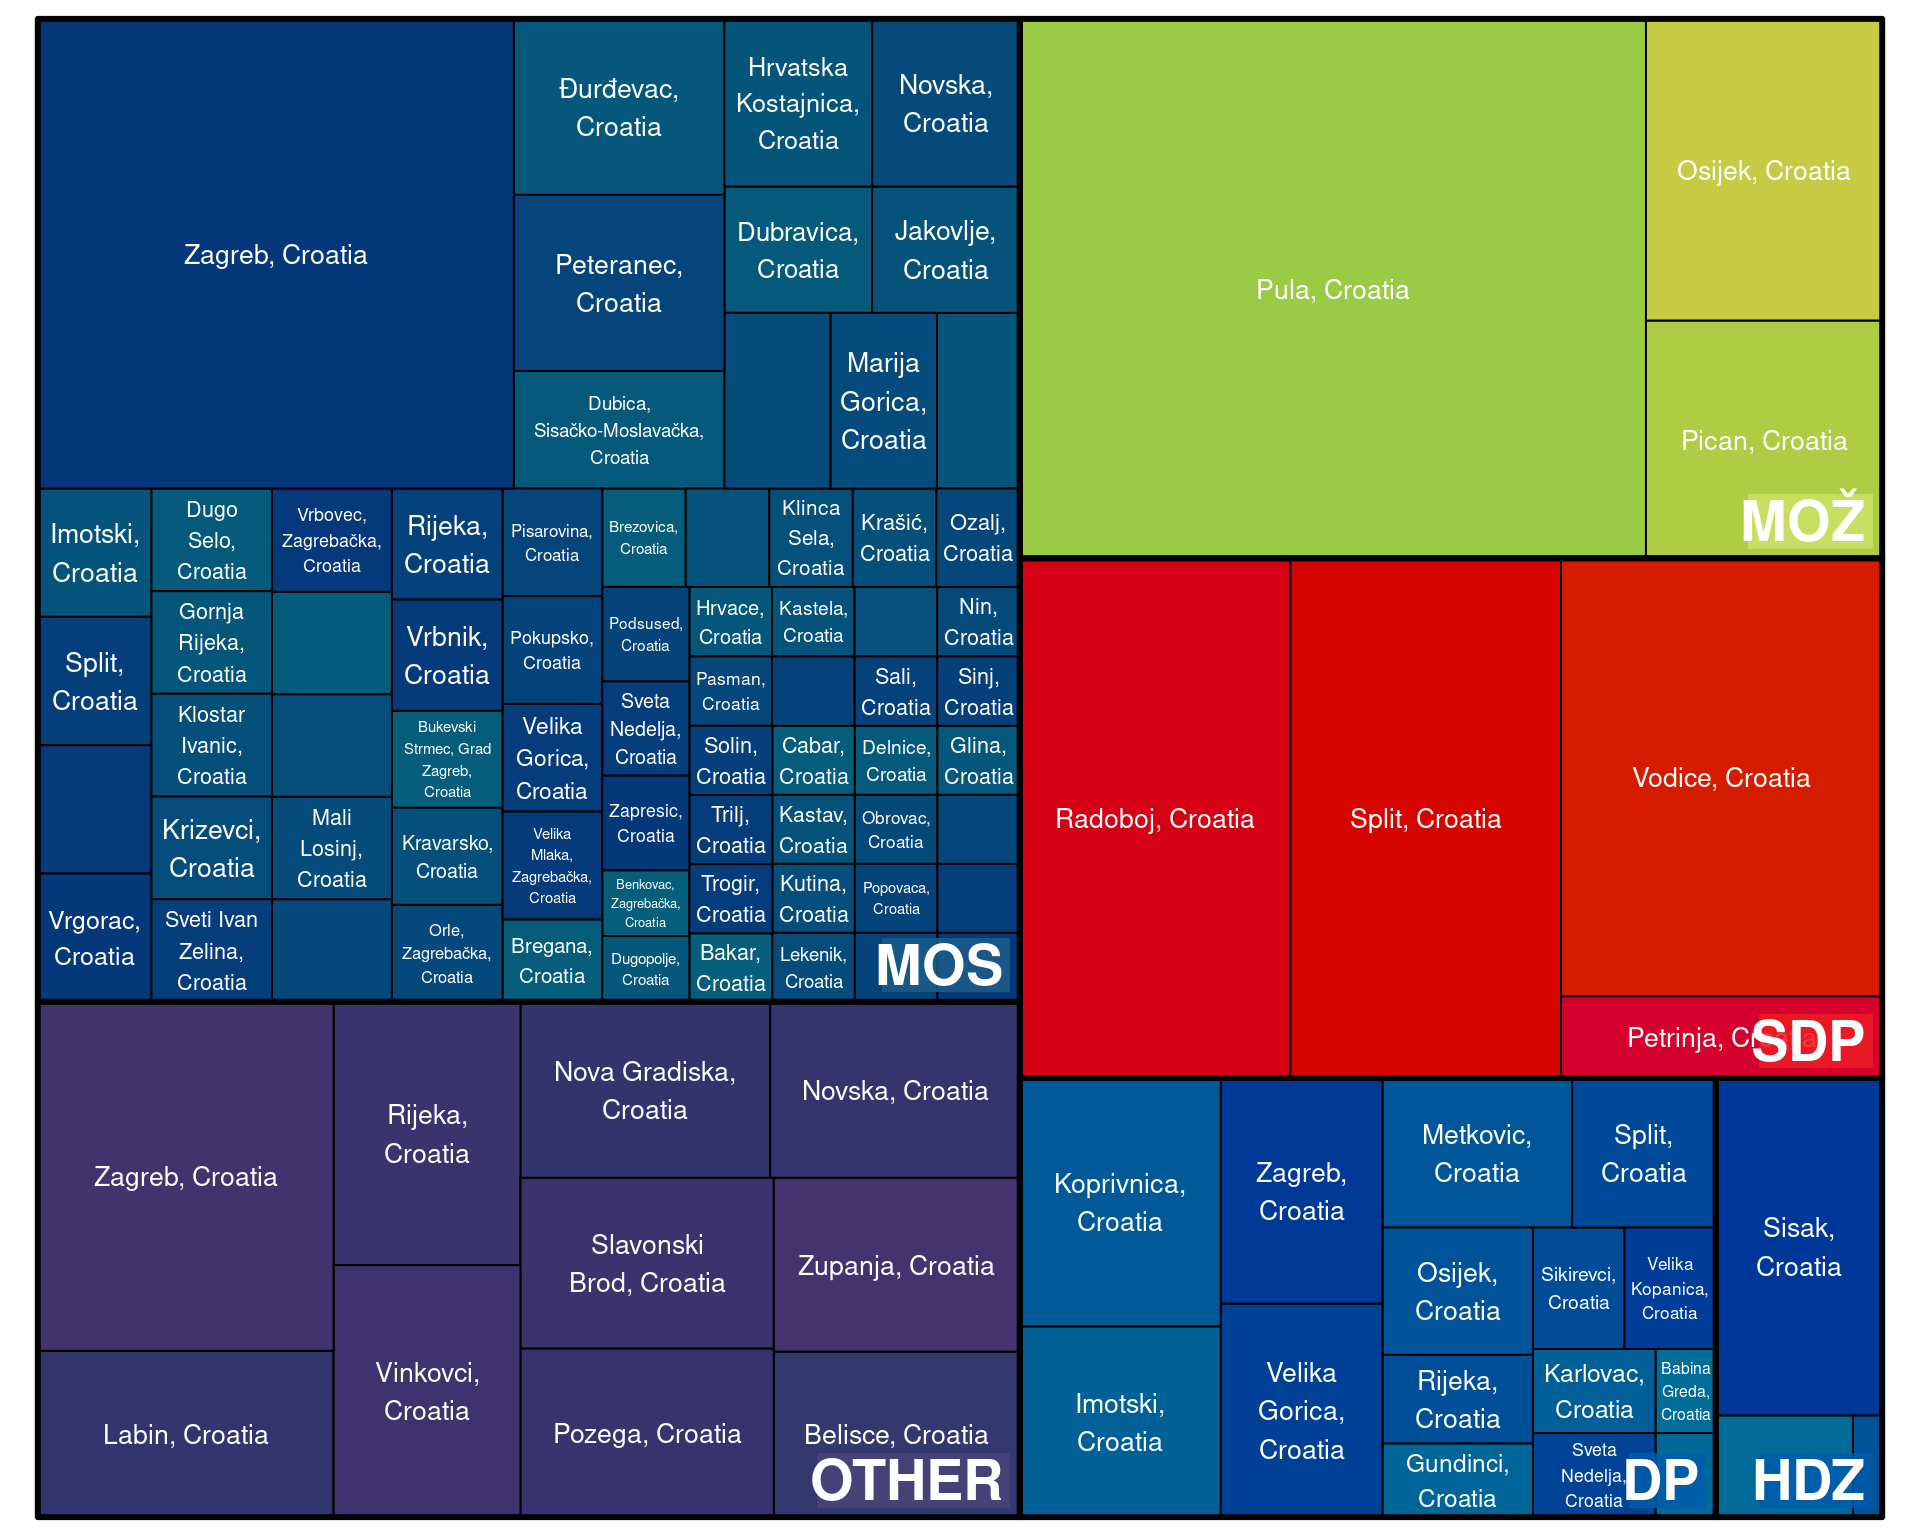 Zagreb, Croatia
Đurđevac,
Croatia
Peteranec,
Croatia
Dubica,
Sisačko-Moslavačka,
Croatia
Hrvatska
Kostajnica,
Croatia
Novska,
Croatia
Dubravica,
Croatia
Jakovlje,
Croatia
Marija
Gorica,
Croatia
Imotski,
Croatia
Split,
Croatia
Vrgorac,
Croatia
Dugo
Selo,
Croatia
Gornja
Rijeka,
Croatia
Klostar
Ivanic,
Croatia
Krizevci,
Croatia
Sveti Ivan
Zelina,
Croatia
Vrbovec,
Zagrebačka,
Croatia
Mali
Losinj,
Croatia
Rijeka,
Croatia
Vrbnik,
Croatia
Bukevski
Strmec, Grad
Zagreb,
Croatia
Kravarsko,
Croatia
Orle,
Zagrebačka,
Croatia
Pisarovina,
Croatia
Pokupsko,
Croatia
Velika
Gorica,
Croatia
Velika
Mlaka,
Zagrebačka,
Croatia
Bregana,
Croatia
Brezovica,
Croatia
Klinca
Sela,
Croatia
Krašić,
Croatia
Ozalj,
Croatia
Podsused,
Croatia
Sveta
Nedelja,
Croatia
Zapresic,
Croatia
Benkovac,
Zagrebačka,
Croatia
Dugopolje,
Croatia
Hrvace,
Croatia
Kastela,
Croatia
Nin,
Croatia
Pasman,
Croatia
Sali,
Croatia
Sinj,
Croatia
Solin,
Croatia
Cabar,
Croatia
Delnice,
Croatia
Glina,
Croatia
Trilj,
Croatia
Kastav,
Croatia
Obrovac,
Croatia
Trogir,
Croatia
Kutina,
Croatia
Popovaca,
Croatia
Bakar,
Croatia
Lekenik,
Croatia
MOS
Pula, Croatia
Osijek, Croatia
Pican, Croatia
MOŽ
Radoboj, Croatia
Split, Croatia
Vodice, Croatia
Petrinja, Croatia
SDP
Zagreb, Croatia
Labin, Croatia
Rijeka,
Croatia
Vinkovci,
Croatia
Nova Gradiska,
Croatia
Novska, Croatia
Slavonski
Brod, Croatia
Zupanja, Croatia
Pozega, Croatia
Belisce, Croatia
OTHER
Koprivnica,
Croatia
Imotski,
Croatia
Zagreb,
Croatia
Velika
Gorica,
Croatia
Metkovic,
Croatia
Split,
Croatia
Osijek,
Croatia
Rijeka,
Croatia
Gundinci,
Croatia
Sikirevci,
Croatia
Velika
Kopanica,
Croatia
Karlovac,
Croatia
Babina
Greda,
Croatia
Sveta
Nedelja,
Croatia
DP
Sisak,
Croatia
HDZ